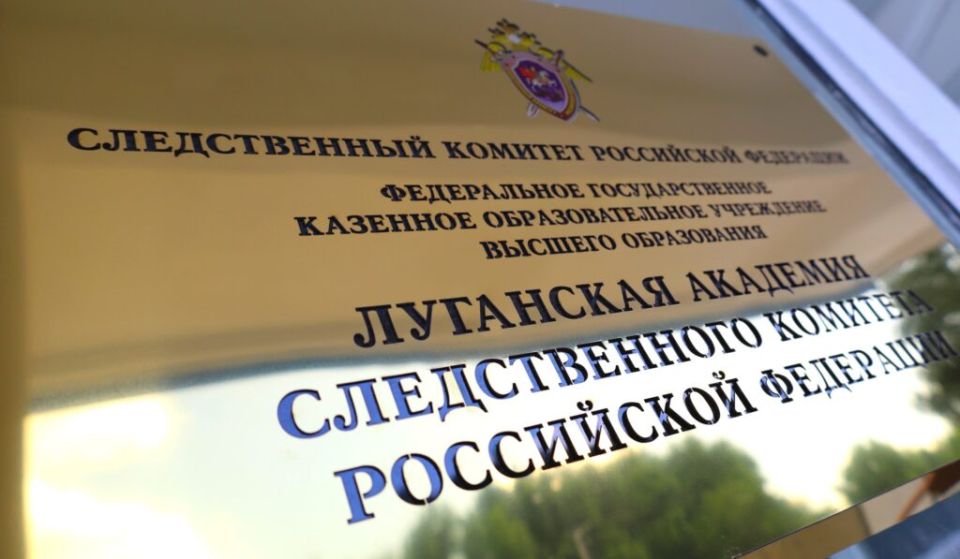 СЛЕДСТВЕННЫЙ КОМИТЕТ РОССИЙСКОЙ ФЕДЕРАЦИИ
ФЕДЕРАЛЬНОЕ ГОСУДАРСТВЕННОЕ
КАЗЕННОЕ ОБРАЗОВАТЕЛЬНОЕ УЧРЕЖДЕНИЕ
ВЫСШЕГО ОБРАЗОВАНИЯ
ЛУГАНСКАЯ АКАДЕМИЯ
СЛЕДСТВЕННОГО КОМИТЕТА
РОССИЙСКОЙ ФЕДЕРАЦИИ